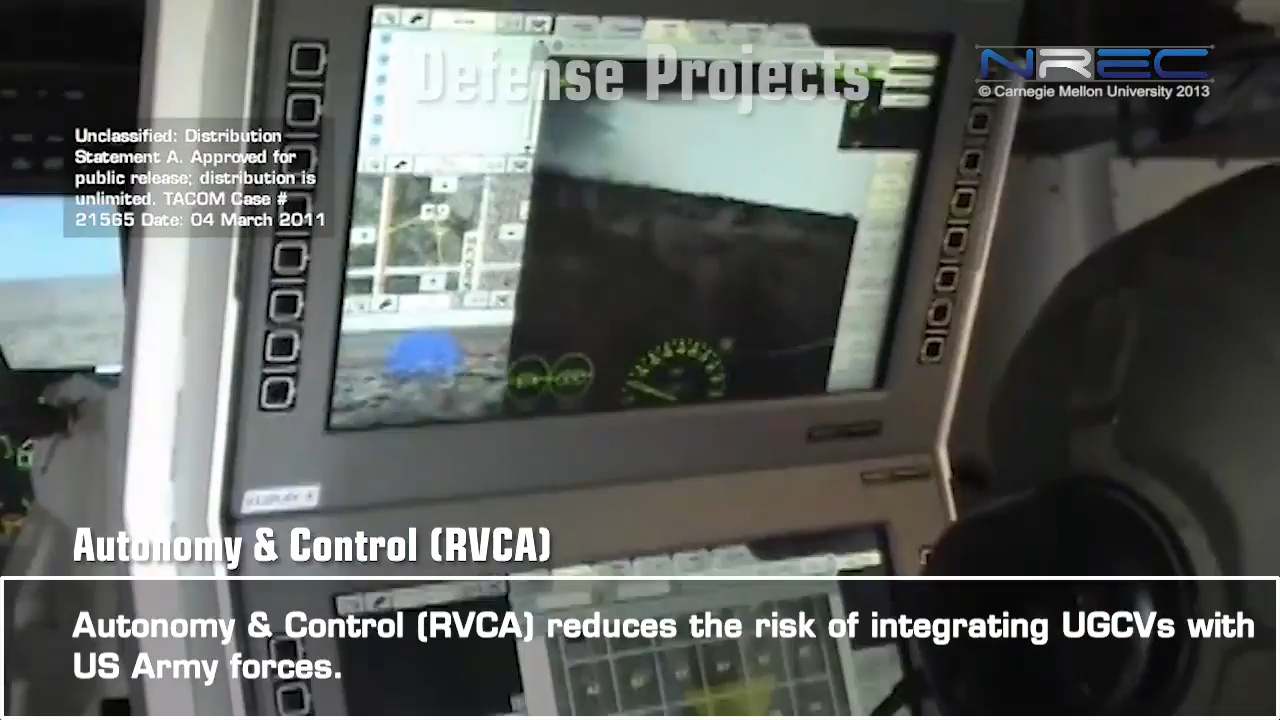 Defense Projects
NREC
© Carnegie Mellon University 2013
Unclassified: Distribution
Statement A. Approved for
public release; distribution is
unlimited. TACOM Case #
21565 Date: 04 March 2011
Autonomy & Control (RVCA)
Autonomy & Control (RVCA) reduces the risk of integrating UGCVs with
US Army forces.